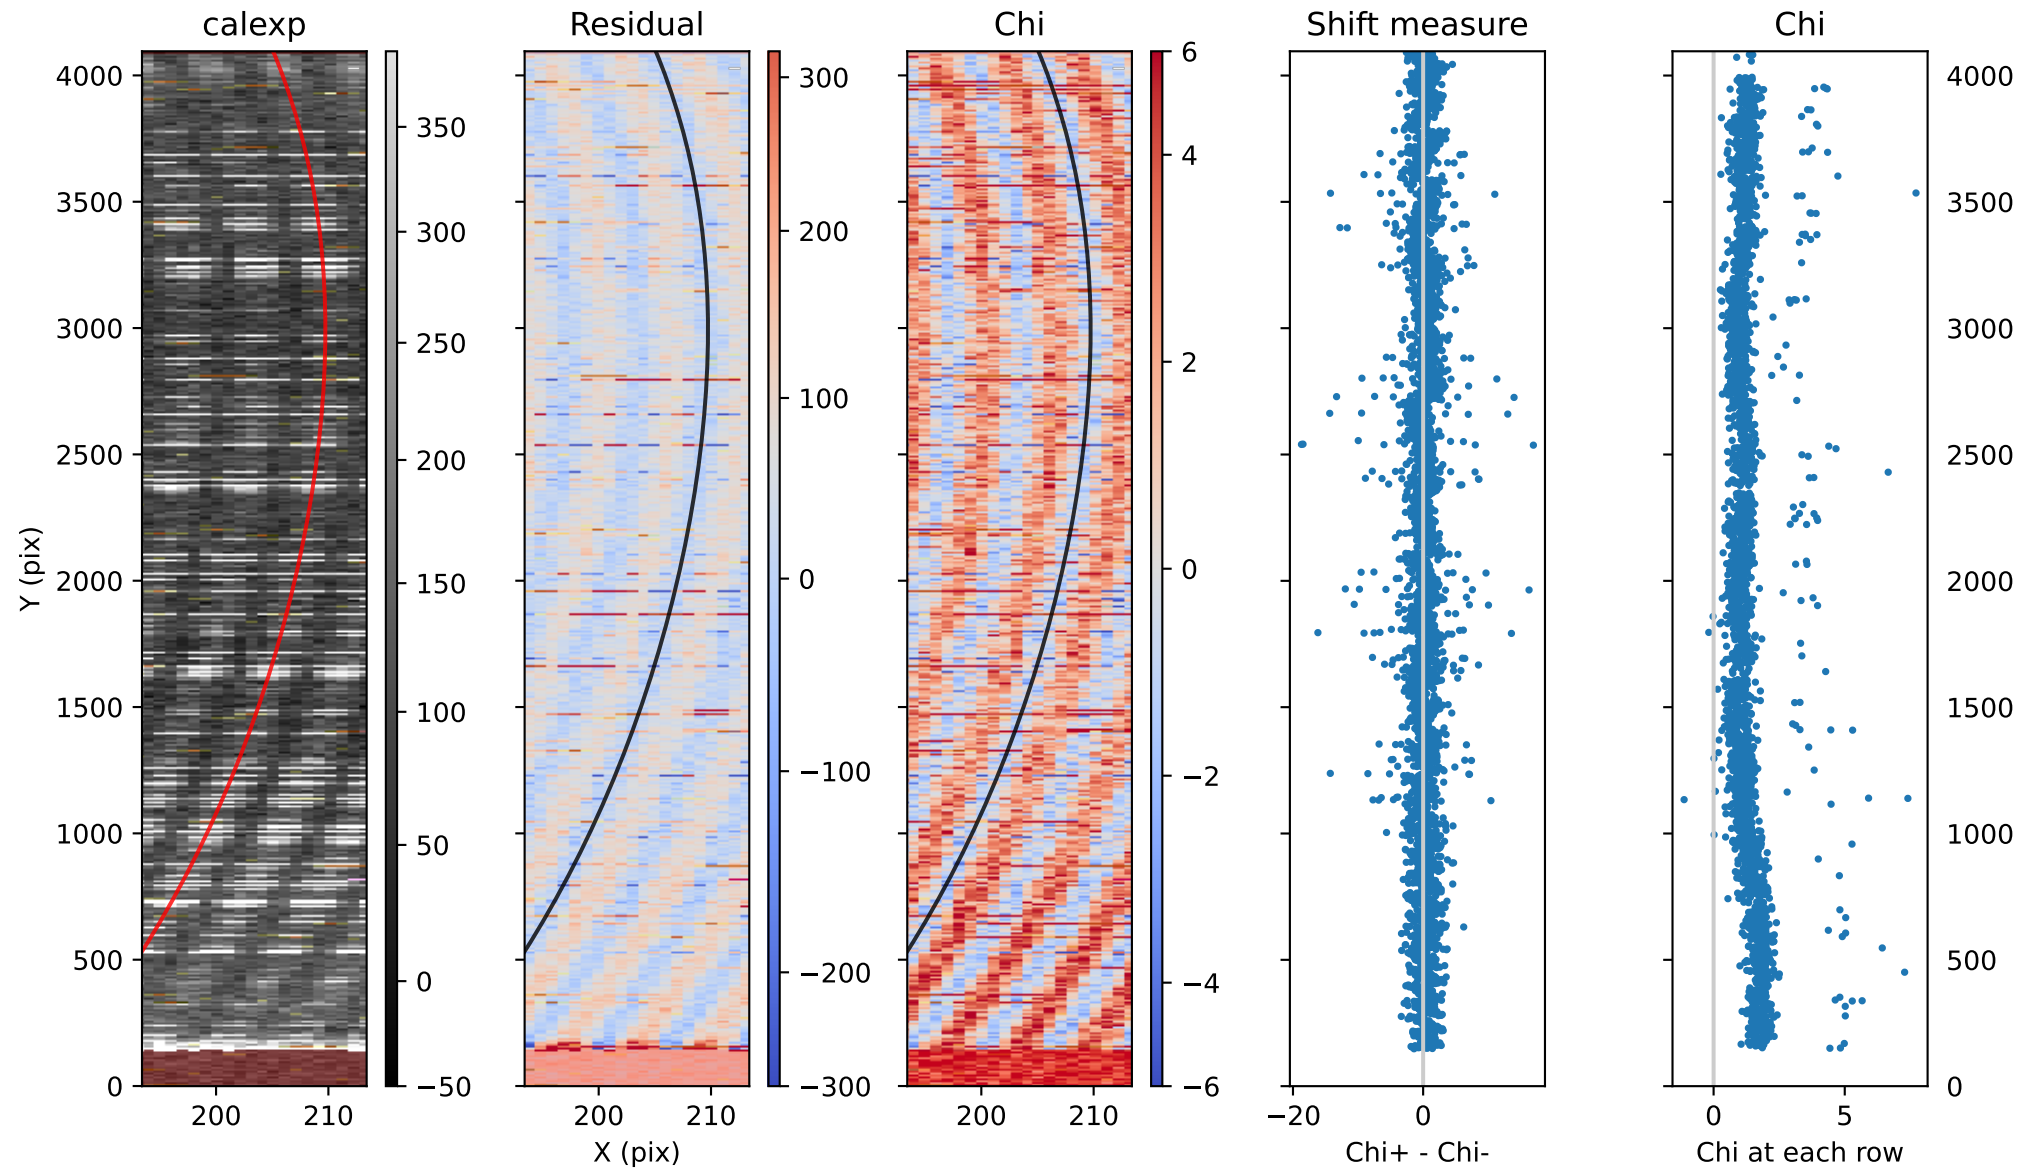 calexp Residual Chi Shift measure Chi
4000 350 300 6 4000
3500 300 200 4 3500
3000 250 100 2 3000
2500 200 0 0 2500
2000 150 −100 −2 2000
1500 100 −200 −4 1500
1000 50 −300 −6 1000
500 0 500
0 −50 0
Y (pix)
200 210 200 210 200 210 −20 0 0 5
X (pix) Chi+ - Chi- Chi at each row